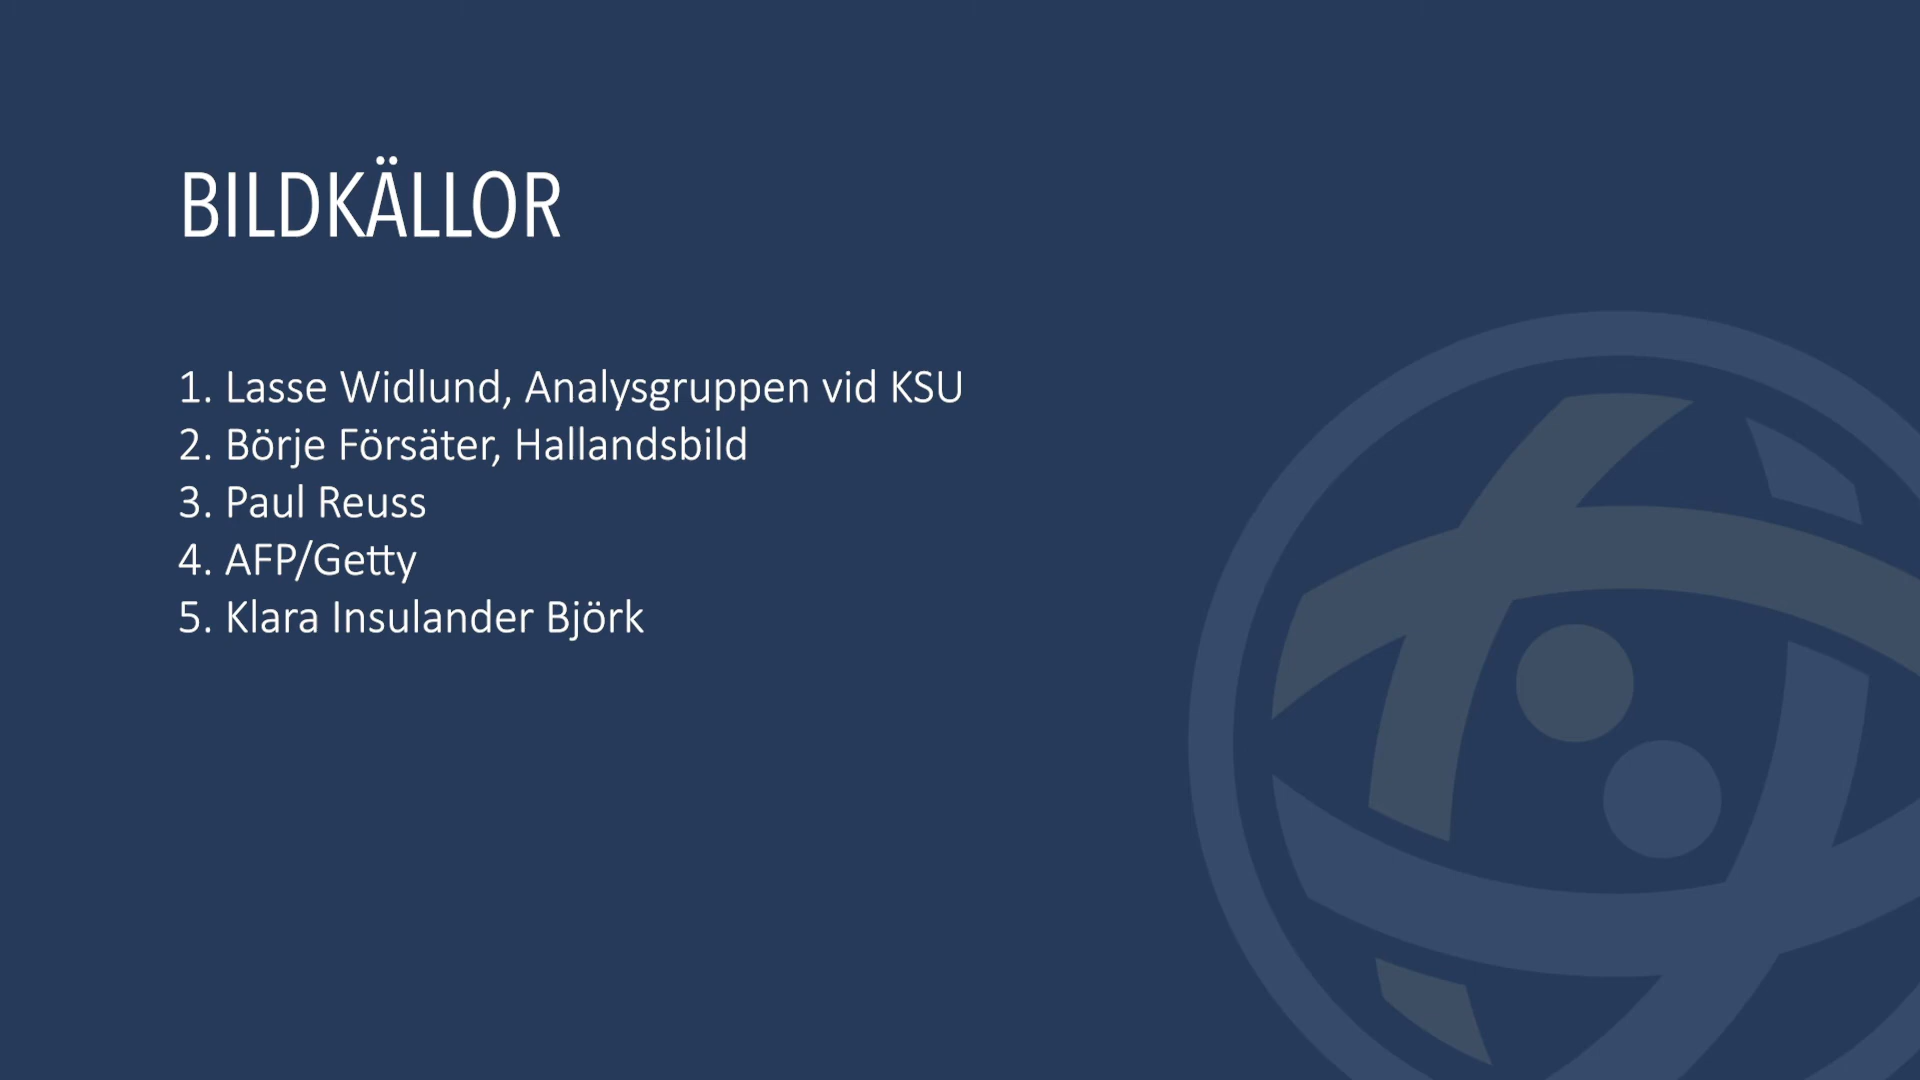 BILDKÄLLOR
1. Lasse Widlund, Analysgruppen vid KSU
2. Börje Försäter, Hallandsbild
3. Paul Reuss
4. AFP/Getty
5. Klara Insulander Björk